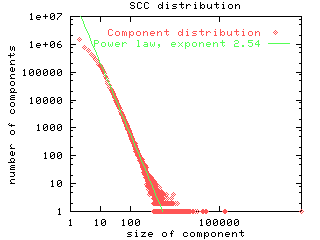 SCC distribution
1e+07
1e+06
100000
10000
1000
100
10
1
number of components
Component distribution
Power law, exponent 2.54
1 10 100 1000 100000
size of component